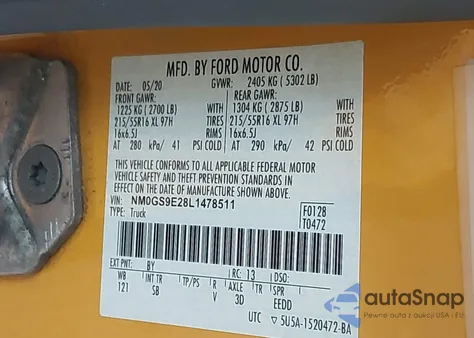 MFD. BY FORD MOTOR CO.
DATE: 05/20 GVWR: 2405 KG ( 5302 LB)
FRONT GAWR: REAR GAWR:
1225 KG ( 2700 LB) WITH 1304 KG ( 2875 LB) WITH
215/55R16 XL 97H TIRES 215/55R16 XL 97H TIRES
16x6.5J RIMS 16x6.5J RIMS
AT 280 kPa/ 41 PSI COLD AT 290 kPa/ 42 PSI COLD
THIS VEHICLE CONFORMS TO ALL APPLICABLE FEDERAL MOTOR
VEHICLE SAFETY AND THEFT PREVENTION STANDARDS IN
EFFECT ON THE DATE OF MANUFACTURE SHOWN ABOVE.
VIN: NM0GS9E28L1478511
TYPE: Truck
F0128
T0472
EXT PNT: BY RC: 13 DSO:
WB INT TR TP/PS R AXLE TR SPR
121 SB V 3D EEDD
UTC 5U5A-1520472-BA
autoSnap
Pewne auto z aukcji USA · EU